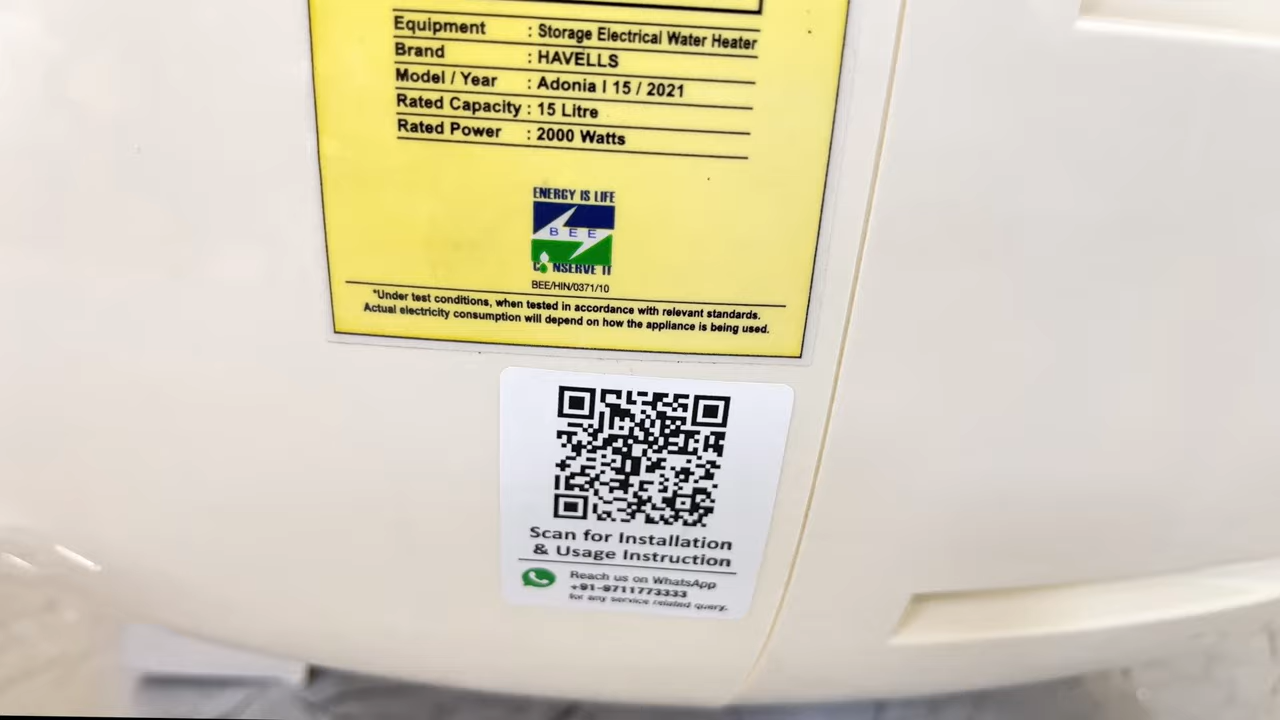 Equipment : Storage Electrical Water Heater
Brand : HAVELLS
Model / Year : Adonia I 15 / 2021
Rated Capacity : 15 Litre
Rated Power : 2000 Watts
ENERGY IS LIFE
BEE
CONSERVE IT
BEE/HIN/0371/10
*Under test conditions, when tested in accordance with relevant standards.
Actual electricity consumption will depend on how the appliance is being used.
Scan for Installation
& Usage Instruction
Reach us on WhatsApp
+91-9711773333
for any service related query.